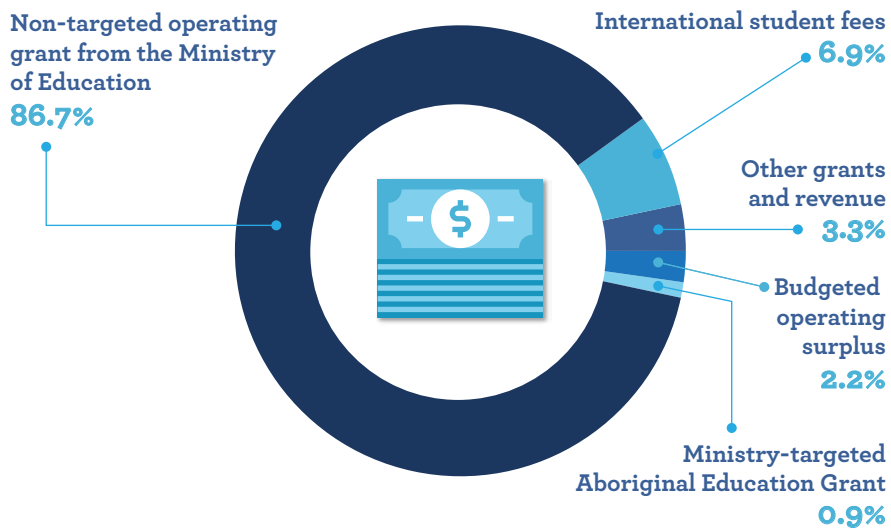 Non-targeted operating
grant from the Ministry
of Education
86.7%
International student fees
6.9%
Other grants
and revenue
3.3%
Budgeted
operating
surplus
2.2%
Ministry-targeted
Aboriginal Education Grant
0.9%
$